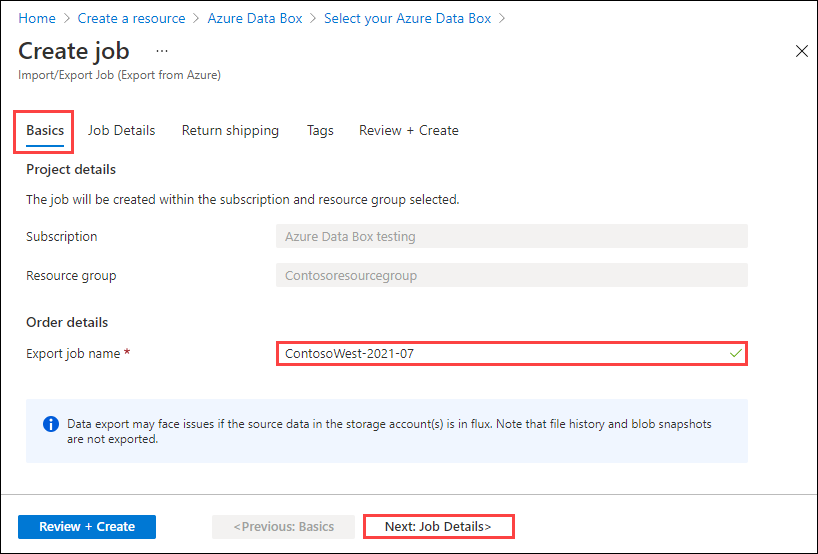 Home > Create a resource > Azure Data Box > Select your Azure Data Box >
Create job ...
Import/Export Job (Export from Azure)
Basics Job Details Return shipping Tags Review + Create
Project details
The job will be created within the subscription and resource group selected.
Subscription Azure Data Box testing
Resource group Contosoresourcegroup
Order details
Export job name * ContosoWest-2021-07
Data export may face issues if the source data in the storage account(s) is in flux. Note that file history and blob snapshots
are not exported.
Review + Create <Previous: Basics Next: Job Details>